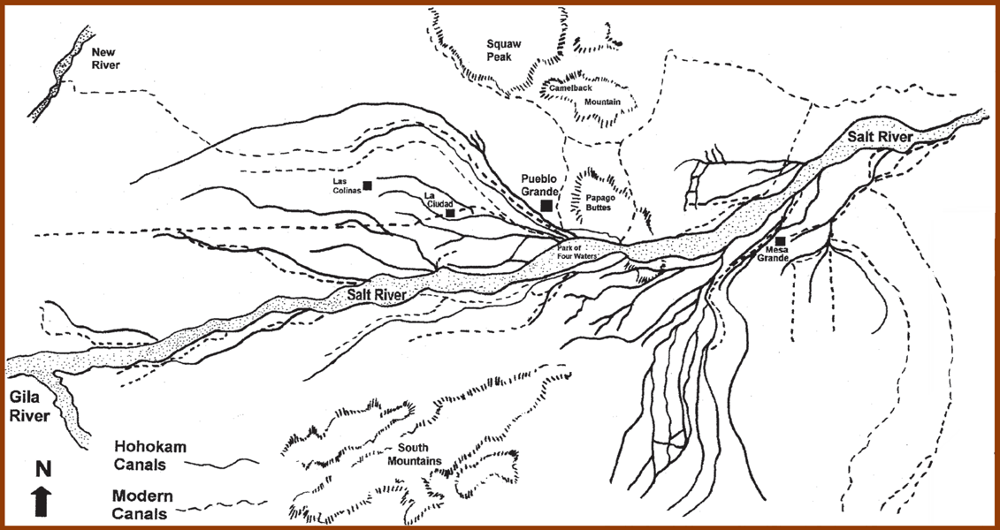 New
River
Squaw
Peak
Camelback
Mountain
Salt River
Las
Colinas
La
Ciudad
Pueblo
Grande
Papago
Buttes
Park of
Four Waters
Mesa
Grande
Salt River
Gila
River
South
Mountains
N
Hohokam
Canals
Modern
Canals